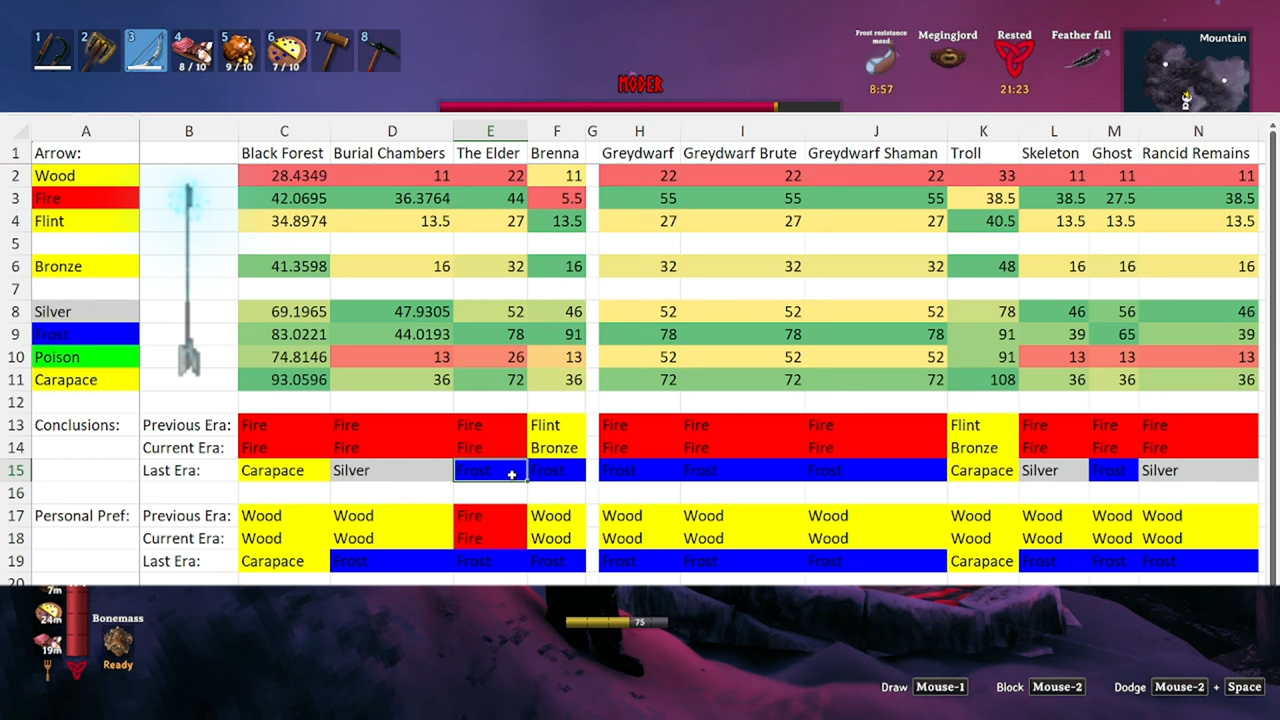 1 2 3 4 5 6 7 8
8 / 10 9 / 10 7 / 10
Frost resistance mead Megingjord Rested Feather fall
8:57 21:23
Mountain
MODER
A B C D E F G H I J K L M N
1 Arrow: Black Forest Burial Chambers The Elder Brenna Greydwarf Greydwarf Brute Greydwarf Shaman Troll Skeleton Ghost Rancid Remains
2 Wood 28.4349 11 22 11 22 22 22 33 11 11 11
3 Fire 42.0695 36.3764 44 5.5 55 55 55 38.5 38.5 27.5 38.5
4 Flint 34.8974 13.5 27 13.5 27 27 27 40.5 13.5 13.5 13.5
5
6 Bronze 41.3598 16 32 16 32 32 32 48 16 16 16
7
8 Silver 69.1965 47.9305 52 46 52 52 52 78 46 56 46
9 Frost 83.0221 44.0193 78 91 78 78 78 91 39 65 39
10 Poison 74.8146 13 26 13 52 52 52 91 13 13 13
11 Carapace 93.0596 36 72 36 72 72 72 108 36 36 36
12
13 Conclusions: Previous Era: Fire Fire Fire Flint Fire Fire Fire Flint Fire Fire Fire
14 Current Era: Fire Fire Fire Bronze Fire Fire Fire Bronze Fire Fire Fire
15 Last Era: Carapace Silver Frost Frost Frost Frost Frost Carapace Silver Frost Silver
16
17 Personal Pref: Previous Era: Wood Wood Fire Wood Wood Wood Wood Wood Wood Wood Wood
18 Current Era: Wood Wood Fire Wood Wood Wood Wood Wood Wood Wood Wood
19 Last Era: Carapace Frost Frost Frost Frost Frost Frost Carapace Frost Frost Frost
20
7m
24m
19m
Bonemass
Ready
75
Draw Mouse-1 Block Mouse-2 Dodge Mouse-2 + Space